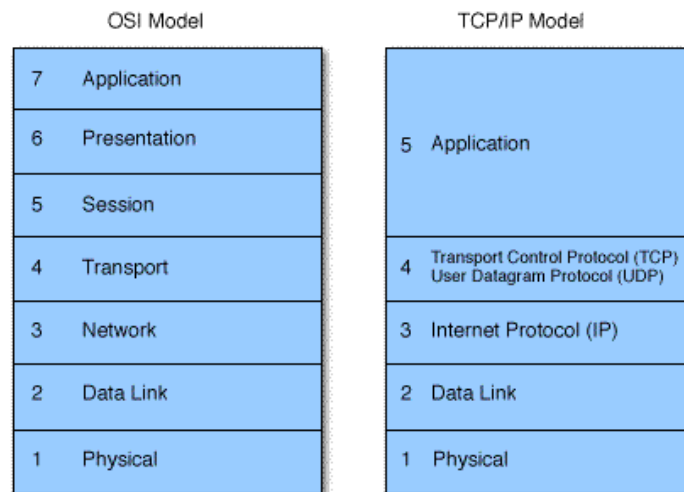 OSI Model
7 Application
6 Presentation
5 Session
4 Transport
3 Network
2 Data Link
1 Physical
TCP/IP Model
5 Application
4 Transport Control Protocol (TCP)
User Datagram Protocol (UDP)
3 Internet Protocol (IP)
2 Data Link
1 Physical